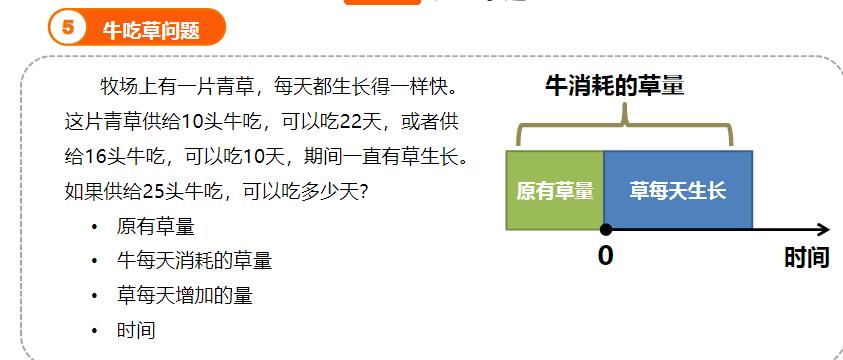 5 牛吃草问题
牧场上有一片青草，每天都生长得一样快。
这片青草供给10头牛吃，可以吃22天，或者供
给16头牛吃，可以吃10天，期间一直有草生长。
如果供给25头牛吃，可以吃多少天？
• 原有草量
• 牛每天消耗的草量
• 草每天增加的量
• 时间
牛消耗的草量
原有草量
草每天生长
0
时间